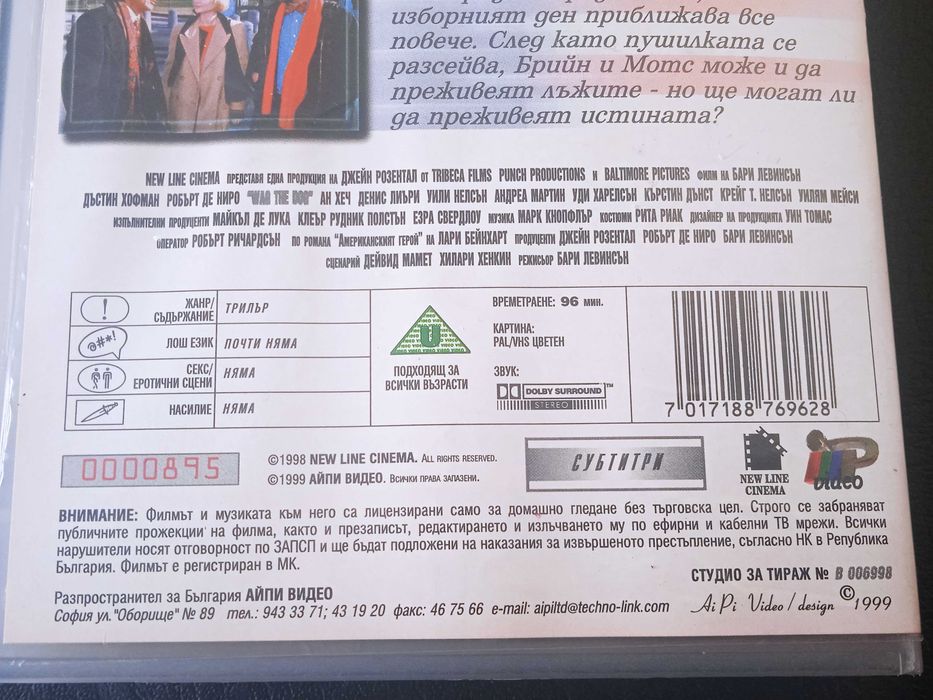 изборният ден приближава все
повече. След като пушилката се
разсейва, Брийн и Мотс може и да
преживеят лъжите - но ще могат ли
да преживеят истината?
NEW LINE CINEMA ПРЕДСТАВЯ ЕДНА ПРОДУКЦИЯ НА ДЖЕЙН РОЗЕНТАЛ ОТ TRIBECA FILMS PUNCH PRODUCTIONS И BALTIMORE PICTURES ФИЛМ НА БАРИ ЛЕВИНСЪН
ДЪСТИН ХОФМАН РОБЪРТ ДЕ НИРО "WAG THE DOG" АН ХЕЧ ДЕНИС ЛИЪРИ УИЛИ НЕЛСЪН АНДРЕА МАРТИН УДИ ХАРЕЛСЪН КЪРСТИН ДЪНСТ КРЕЙГ Т. НЕЛСЪН УИЛЯМ МЕЙСИ
ИЗПЪЛНИТЕЛНИ ПРОДУЦЕНТИ МАЙКЪЛ ДЕ ЛУКА КЛЕЪР РУДНИК ПОЛСТЪН ЕЗРА СВЕРДЛОУ МУЗИКА МАРК КНОПФЛЪР КОСТЮМИ РИТА РИАК ДИЗАЙНЕР НА ПРОДУКЦИЯТА УИН ТОМАС
ОПЕРАТОР РОБЪРТ РИЧАРДСЪН ПО РОМАНА "АМЕРИКАНСКИЯТ ГЕРОЙ" НА ЛАРИ БЕЙНХАРТ ПРОДУЦЕНТИ ДЖЕЙН РОЗЕНТАЛ РОБЪРТ ДЕ НИРО БАРИ ЛЕВИНСЪН
СЦЕНАРИЙ ДЕЙВИД МАМЕТ ХИЛАРИ ХЕНКИН РЕЖИСЬОР БАРИ ЛЕВИНСЪН
! ЖАНР/
СЪДЪРЖАНИЕ ТРИЛЪР
@#*! ЛОШ ЕЗИК ПОЧТИ НЯМА
СЕКС/
ЕРОТИЧНИ СЦЕНИ НЯМА
НАСИЛИЕ НЯМА
U
ПОДХОДЯЩ ЗА
ВСИЧКИ ВЪЗРАСТИ
ВРЕМЕТРАЕНЕ: 96 МИН.
КАРТИНА:
PAL/VHS ЦВЕТЕН
ЗВУК:
DOLBY SURROUND™
STEREO
7 017188 769628
0000895
©1998 NEW LINE CINEMA. ALL RIGHTS RESERVED.
©1999 АЙПИ ВИДЕО. ВСИЧКИ ПРАВА ЗАПАЗЕНИ.
СУБТИТРИ
NEW LINE
CINEMA
IP
video
ВНИМАНИЕ: Филмът и музиката към него са лицензирани само за домашно гледане без търговска цел. Строго се забраняват
публичните прожекции на филма, както и презаписът, редактирането и излъчването му по ефирни и кабелни ТВ мрежи. Всички
нарушители носят отговорност по ЗАПСП и ще бъдат подложени на наказания за извършеното престъпление, съгласно НК в Република
България. Филмът е регистриран в МК.
СТУДИО ЗА ТИРАЖ № В 006998
Разпространител за България АЙПИ ВИДЕО
София ул."Оборище" № 89 тел.: 943 33 71; 43 19 20 факс: 46 75 66 e-mail: aipiltd@techno-link.com
Ai Pi Video / design © 1999